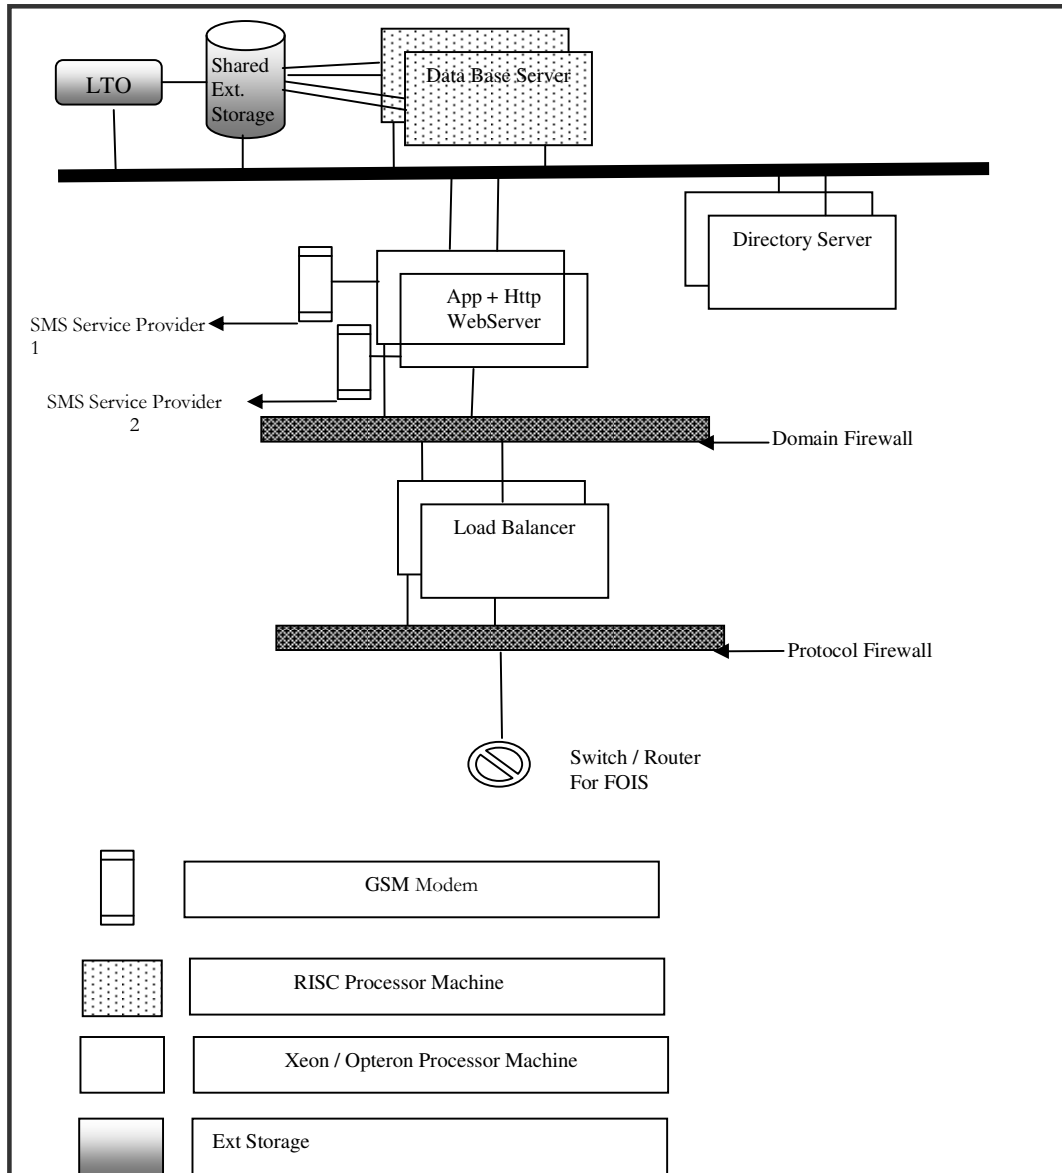 LTO
Shared
Ext.
Storage
Data Base Server
Directory Server
App + Http
WebServer
SMS Service Provider
1
SMS Service Provider
2
Domain Firewall
Load Balancer
Protocol Firewall
Switch / Router
For FOIS
GSM Modem
RISC Processor Machine
Xeon / Opteron Processor Machine
Ext Storage